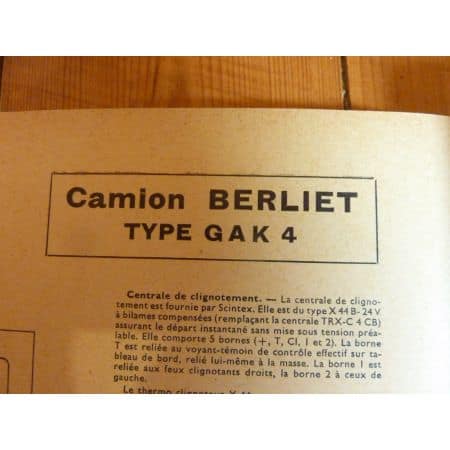 Camion BERLIET
TYPE GAK 4
Centrale de clignotement. — La centrale de cligno-
tement est fournie par Scintex. Elle est du type X 44 B-24 V
à bilames compensées (remplaçant la centrale TRX-C 4 CB)
assurant le départ instantané sans mise sous tension préa-
lable. Elle comporte 5 bornes (+, T, Cl, 1 et 2). La borne
T est reliée au voyant-témoin de contrôle effectif sur ta-
bleau de bord, relié lui-même à la masse. La borne 1 est
reliée aux feux clignotants droits, la borne 2 à ceux de
gauche.
Le thermo clignoteur